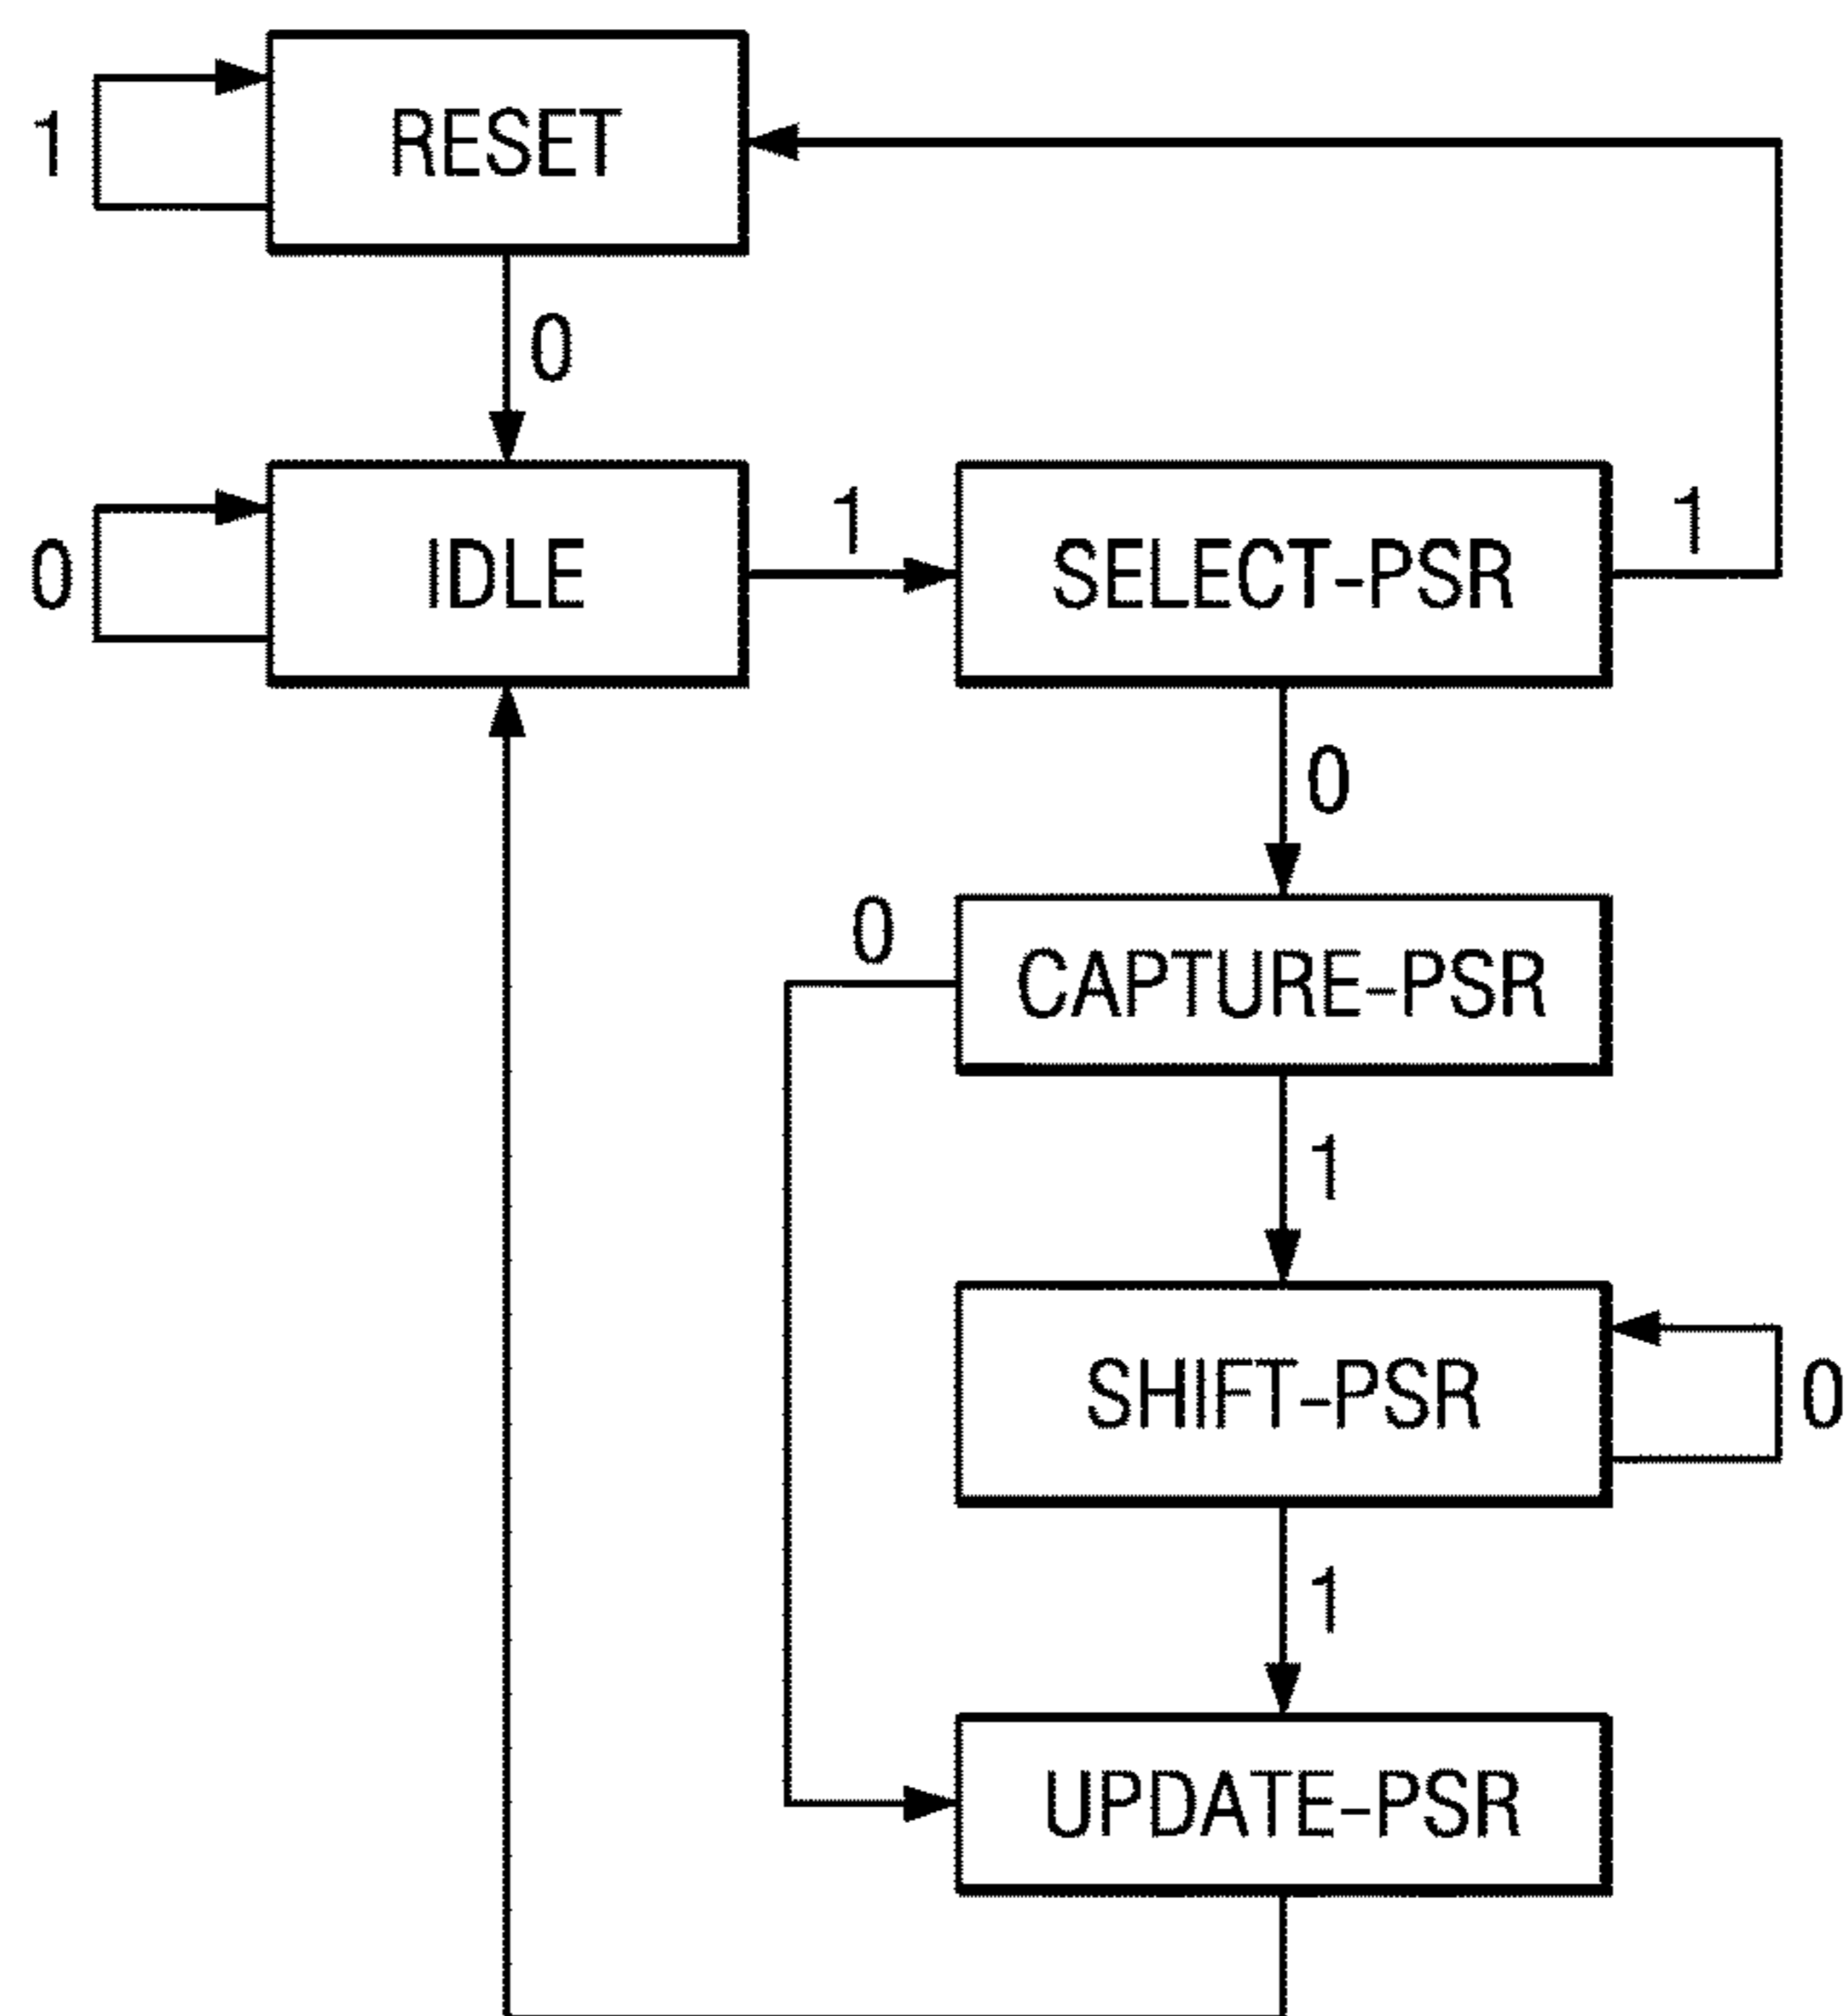 RESET
1
0
IDLE
0
1
SELECT-PSR
1
0
0
CAPTURE-PSR
1
SHIFT-PSR
0
1
UPDATE-PSR